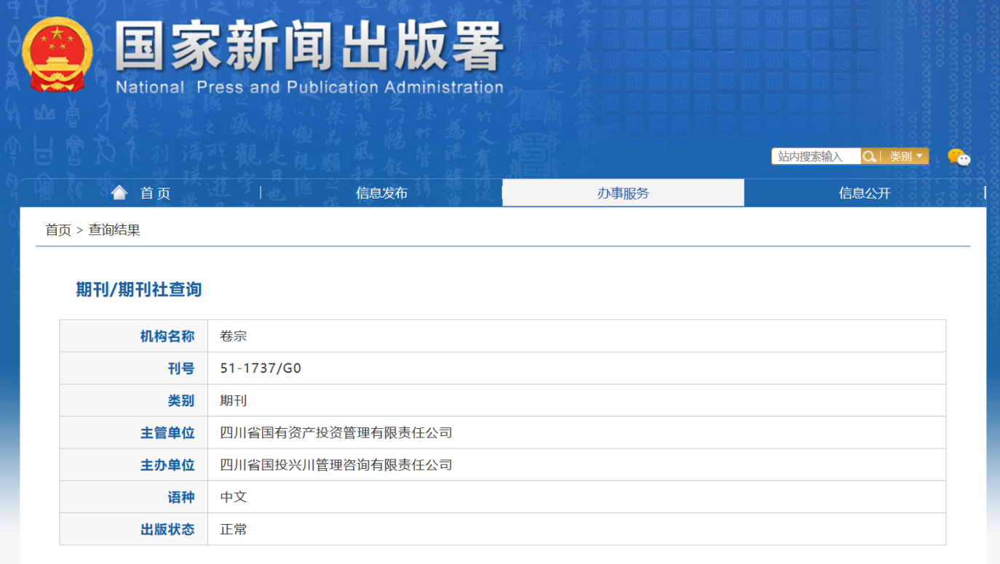 国家新闻出版署
National Press and Publication Administration
站内搜索输入 类别
首页 信息发布 办事服务 信息公开
首页 > 查询结果
期刊/期刊社查询
机构名称 卷宗
刊号 51-1737/G0
类别 期刊
主管单位 四川省国有资产投资管理有限责任公司
主办单位 四川省国投兴川管理咨询有限责任公司
语种 中文
出版状态 正常